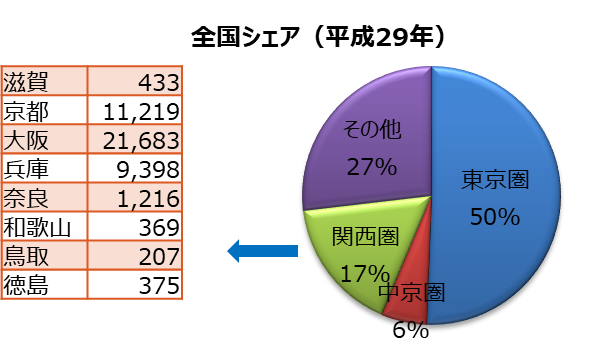 全国シェア（平成29年）
滋賀 433
京都 11,219
大阪 21,683
兵庫 9,398
奈良 1,216
和歌山 369
鳥取 207
徳島 375
東京圏
50%
中京圏
6%
関西圏
17%
その他
27%